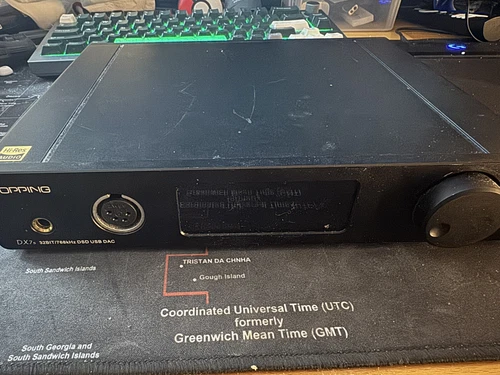 Hi-Res
AUDIO
OPPING
DX7s 32BIT/768kHz DSD USB DAC
South Sandwich Islands
TRISTAN DA CHNHA
Gough Island
Coordinated Universal Time (UTC)
formerly
Greenwich Mean Time (GMT)
South Georgia and
South Sandwich Islands